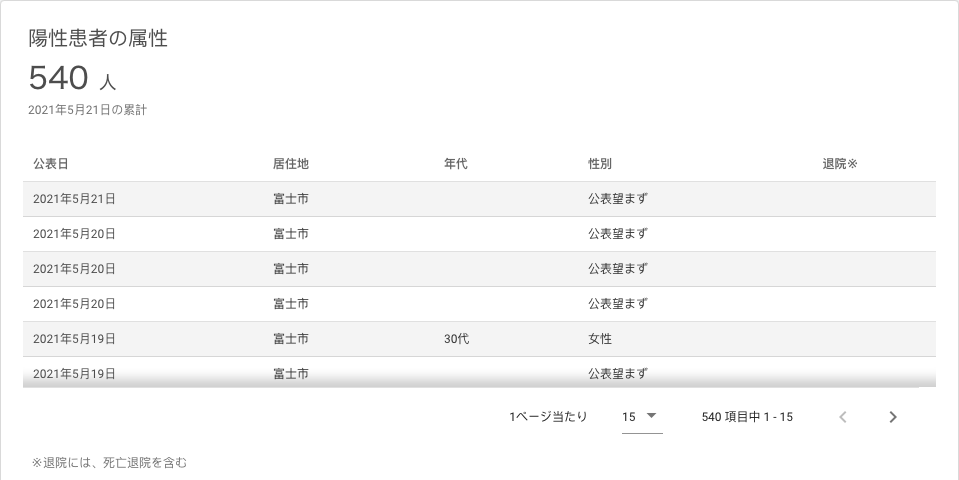 陽性患者の属性
540 人
2021年5月21日の累計
公表日 居住地 年代 性別 退院※
2021年5月21日 富士市 公表望まず
2021年5月20日 富士市 公表望まず
2021年5月20日 富士市 公表望まず
2021年5月20日 富士市 公表望まず
2021年5月19日 富士市 30代 女性
2021年5月19日 富士市 公表望まず
1ページ当たり 15 540 項目中 1 - 15
※退院には、死亡退院を含む